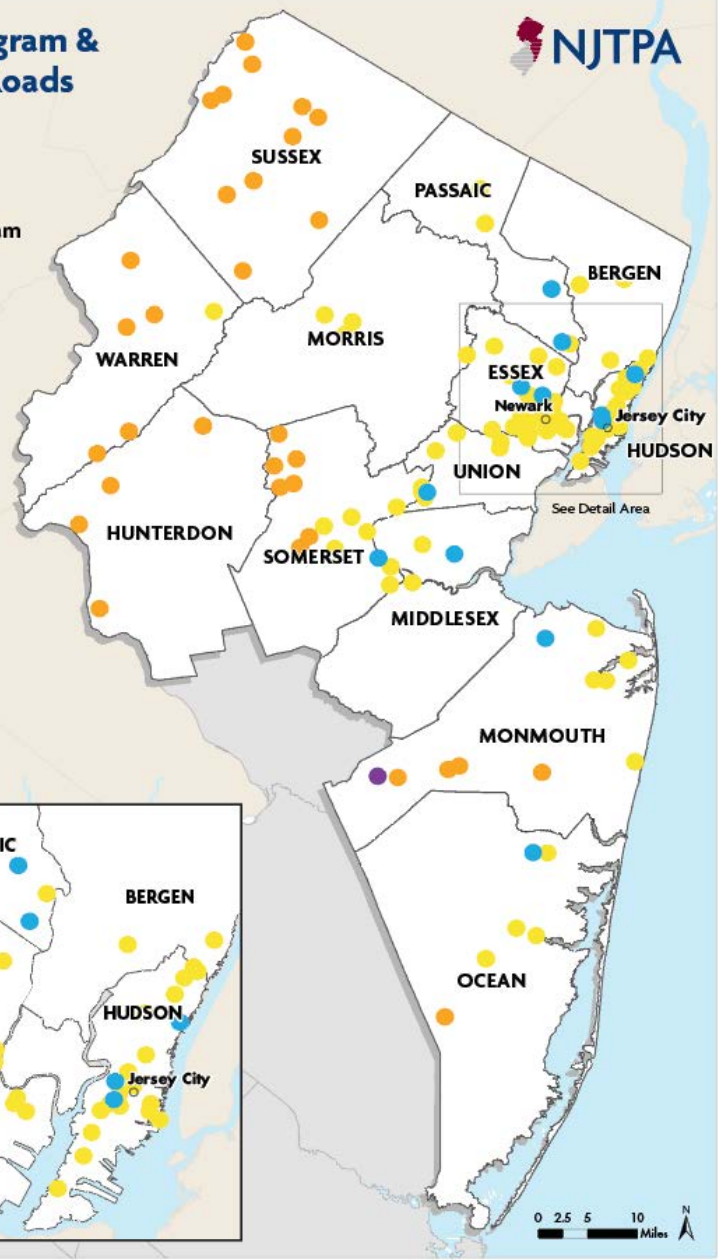 gram &
NJTPA
oads
SUSSEX
PASSAIC
am
BERGEN
MORRIS
WARREN
ESSEX
Newark
Jersey City
HUDSON
UNION
See Detail Area
HUNTERDON
SOMERSET
MIDDLESEX
MONMOUTH
IC
BERGEN
OCEAN
HUDSON
Jersey City
0 2.5 5 10
Miles
N